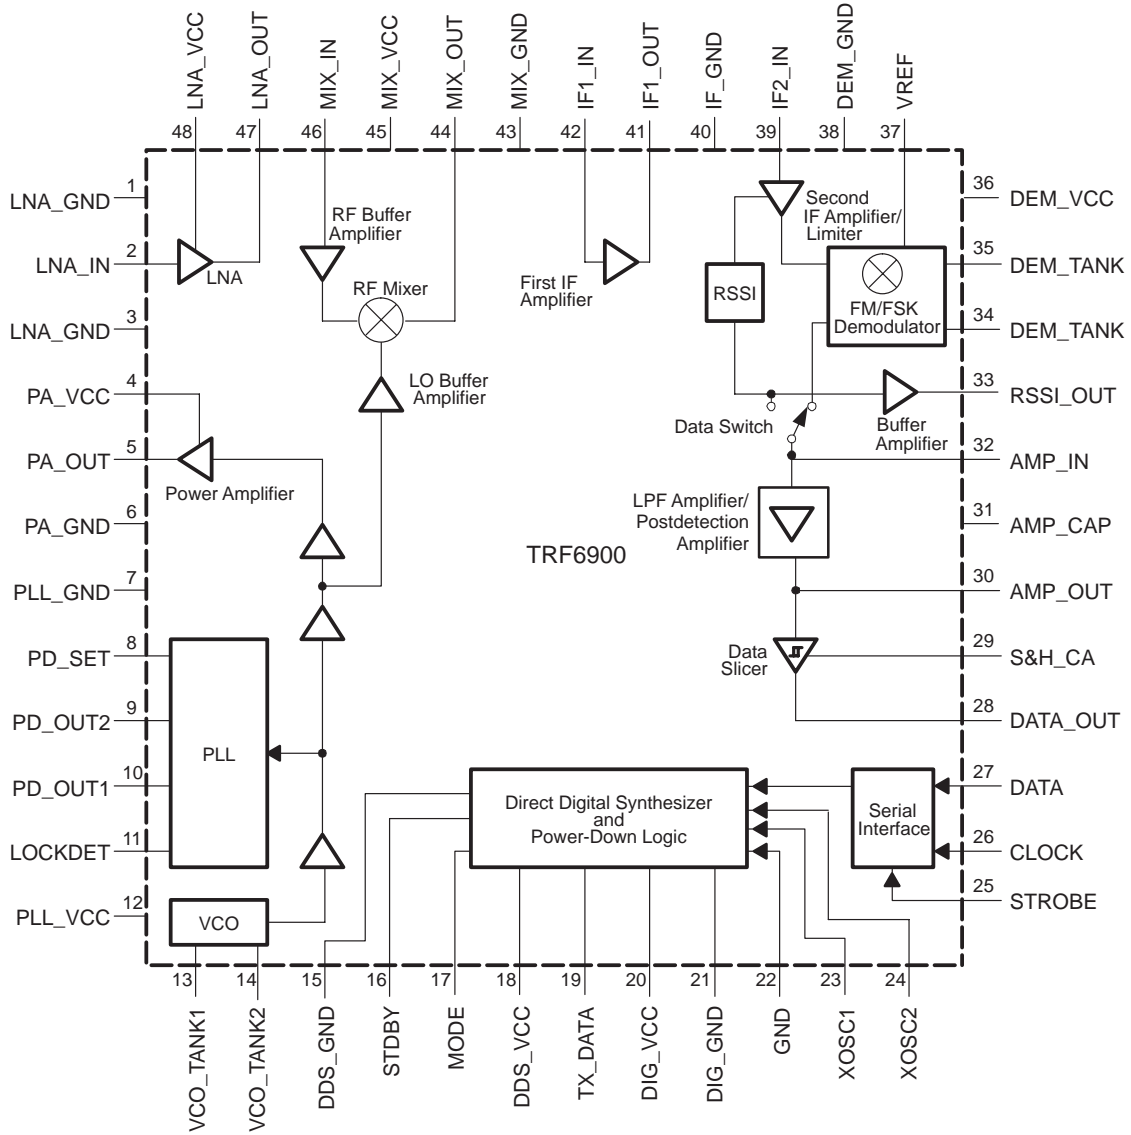 LNA_VCC
LNA_OUT
MIX_IN
MIX_VCC
MIX_OUT
MIX_GND
IF1_IN
IF1_OUT
IF_GND
IF2_IN
DEM_GND
VREF
48
47
46
45
44
43
42
41
40
39
38
37
LNA_GND
1
LNA_IN
2
LNA_GND
3
PA_VCC
4
PA_OUT
5
PA_GND
6
PLL_GND
7
PD_SET
8
PD_OUT2
9
PD_OUT1
10
LOCKDET
11
PLL_VCC
12
LNA
RF Buffer
Amplifier
RF Mixer
LO Buffer
Amplifier
Power Amplifier
First IF
Amplifier
Second
IF Amplifier/
Limiter
RSSI
FM/FSK
Demodulator
Data Switch
Buffer
Amplifier
LPF Amplifier/
Postdetection
Amplifier
TRF6900
Data
Slicer
PLL
VCO
Direct Digital Synthesizer
and
Power-Down Logic
Serial
Interface
36
DEM_VCC
35
DEM_TANK
34
DEM_TANK
33
RSSI_OUT
32
AMP_IN
31
AMP_CAP
30
AMP_OUT
29
S&H_CA
28
DATA_OUT
27
DATA
26
CLOCK
25
STROBE
13
14
15
16
17
18
19
20
21
22
23
24
VCO_TANK1
VCO_TANK2
DDS_GND
STDBY
MODE
DDS_VCC
TX_DATA
DIG_VCC
DIG_GND
GND
XOSC1
XOSC2